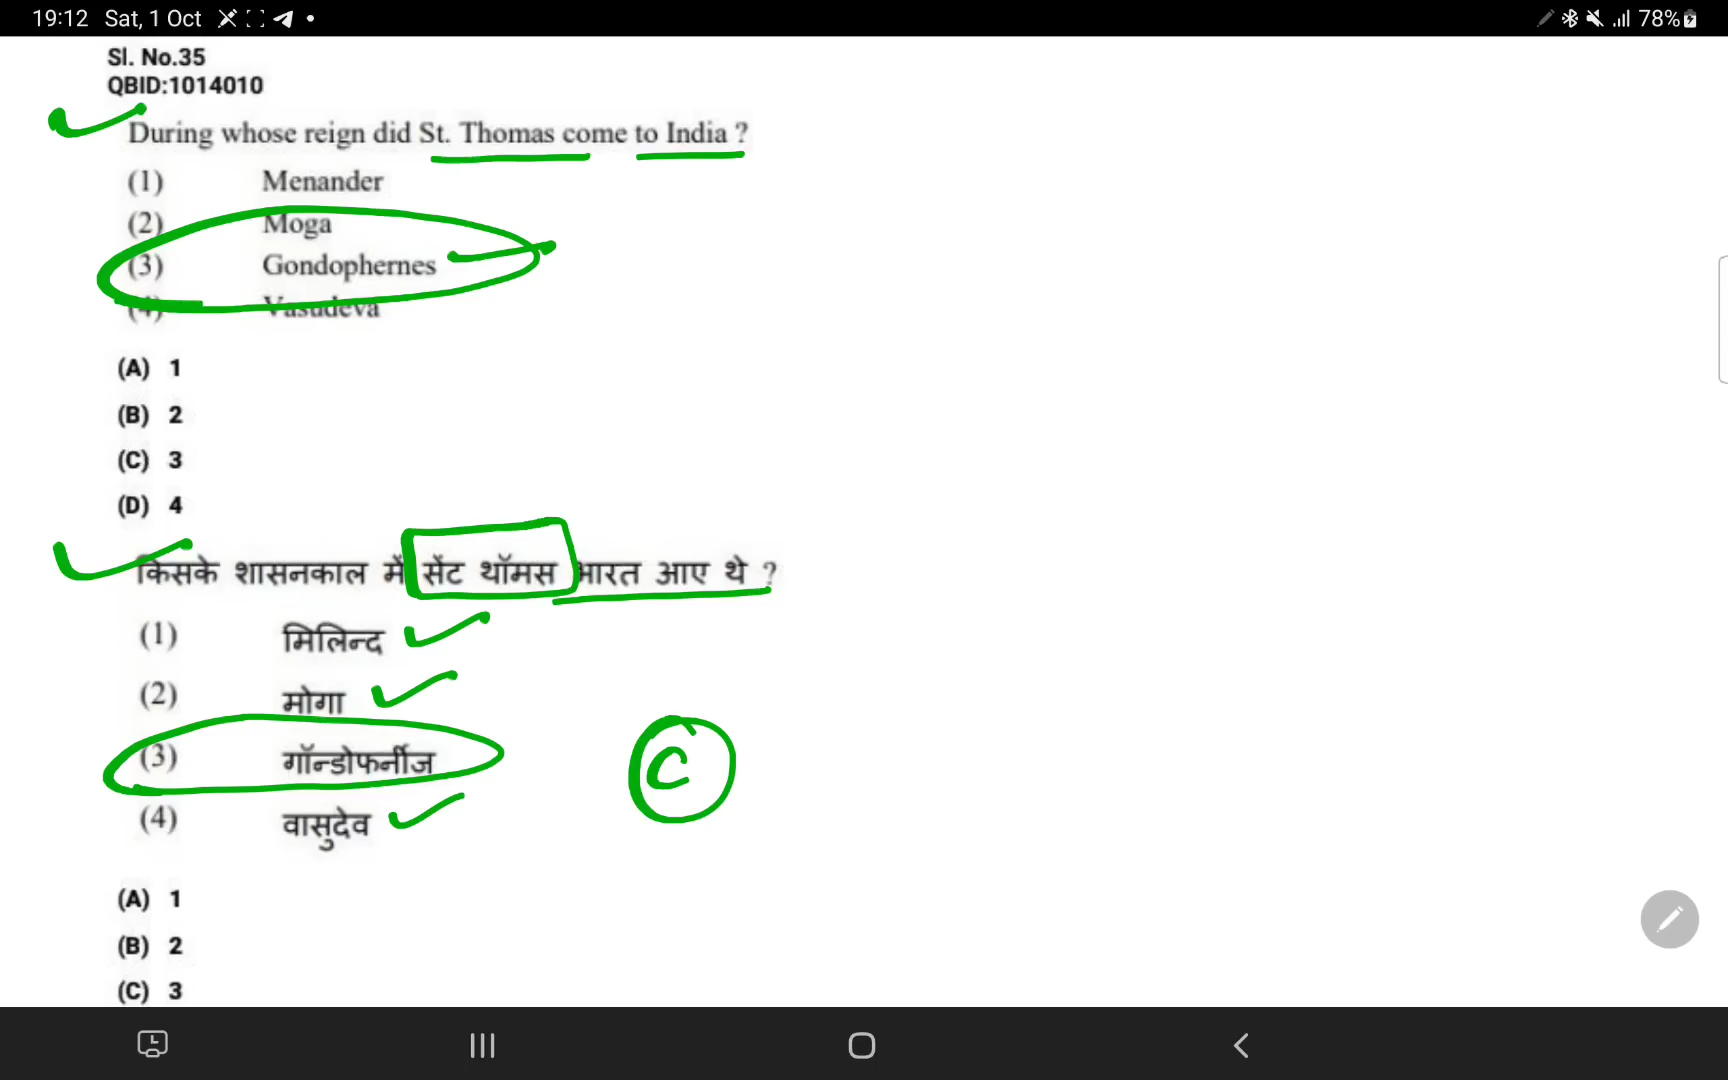 19:12 Sat, 1 Oct
78%
Sl. No.35
QBID:1014010
During whose reign did St. Thomas come to India ?
(1) Menander
(2) Moga
(3) Gondophernes
(4) Vasudeva
(A) 1
(B) 2
(C) 3
(D) 4
किसके शासनकाल में सेंट थॉमस भारत आए थे ?
(1) मिलिन्द
(2) मोगा
(3) गॉन्डोफर्नीज
C
(4) वासुदेव
(A) 1
(B) 2
(C) 3